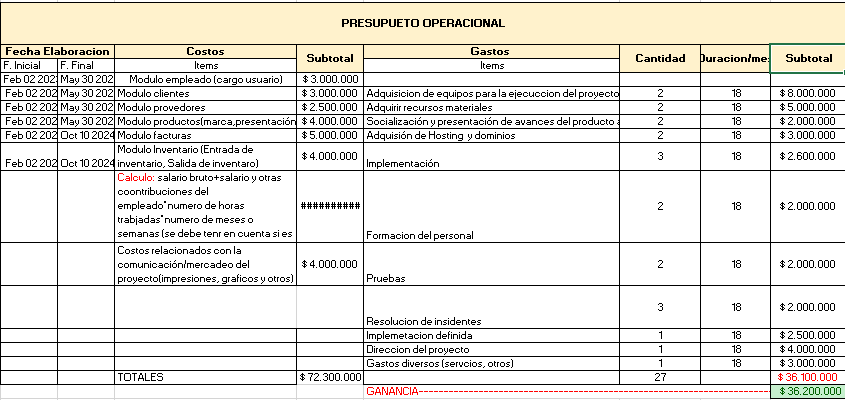 PRESUPUETO OPERACIONAL
Fecha Elaboracion Costos Subtotal Gastos Cantidad Duracion/me Subtotal
F. Inicial F. Final Items Items
Feb 02 202 May 30 202 Modulo empleado (cargo usuario) $ 3.000.000
Feb 02 202 May 30 202 Modulo clientes $ 3.000.000 Adquisicion de equipos para la ejecuccion del proyecto 2 18 $ 8.000.000
Feb 02 202 May 30 202 Modulo provedores $ 2.500.000 Adquirir recursos materiales 2 18 $ 5.000.000
Feb 02 202 May 30 202 Modulo productos(marca,presentación $ 4.000.000 Socialización y presentación de avances del producto a 2 18 $ 2.000.000
Feb 02 202 Oct 10 2024 Modulo facturas $ 5.000.000 Adquisión de Hosting y dominios 2 18 $ 3.000.000
Modulo Inventario (Entrada de
Feb 02 202 Oct 10 2024 inventario, Salida de inventaro) $ 4.000.000 Implementación 3 18 $ 2.600.000
Calculo: salario bruto+salario y otras
coontribuciones del
empleado*numero de horas ########## 2 18 $ 2.000.000
trabjadas*numero de meses o
semanas (se debe tenr en cuenta si es Formacion del personal
Costos relacionados con la
comunicación/mercadeo del $ 4.000.000 2 18 $ 2.000.000
proyecto(impresiones, graficos y otros) Pruebas
3 18 $ 2.000.000
Resolucion de insidentes
Implemetacion definida 1 18 $ 2.500.000
Direccion del proyecto 1 18 $ 4.000.000
Gastos diversos (servcios, otros) 1 18 $ 3.000.000
TOTALES $ 72.300.000 27 $ 36.100.000
GANANCIA $ 36.200.000